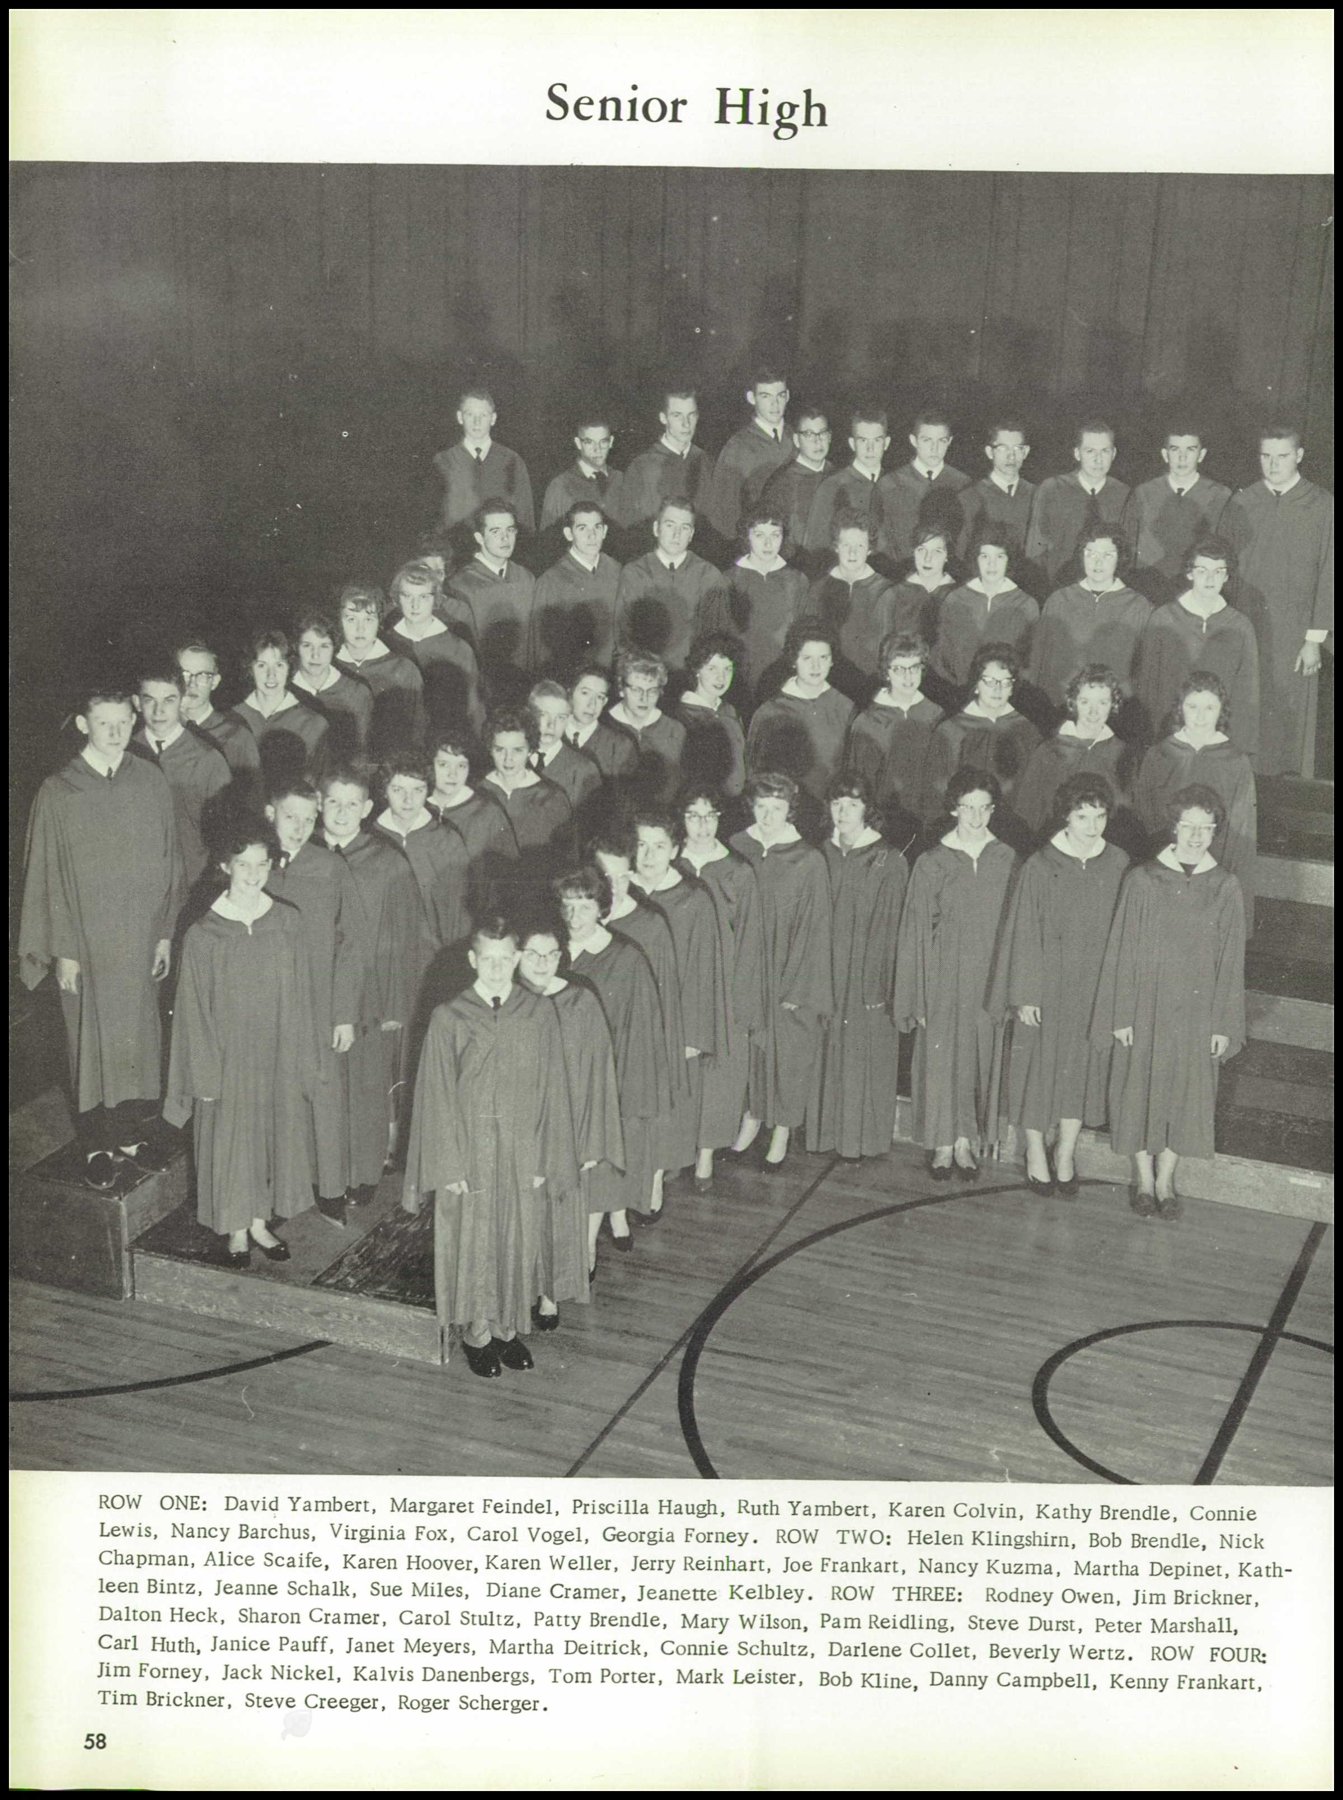 Senior High
ROW ONE: David Yambert, Margaret Feindel, Priscilla Haugh, Ruth Yambert, Karen Colvin, Kathy Brendle, Connie
Lewis, Nancy Barchus, Virginia Fox, Carol Vogel, Georgia Forney. ROW TWO: Helen Klingshirn, Bob Brendle, Nick
Chapman, Alice Scaife, Karen Hoover, Karen Weller, Jerry Reinhart, Joe Frankart, Nancy Kuzma, Martha Depinet, Kath-
leen Bintz, Jeanne Schalk, Sue Miles, Diane Cramer, Jeanette Kelbley. ROW THREE: Rodney Owen, Jim Brickner,
Dalton Heck, Sharon Cramer, Carol Stultz, Patty Brendle, Mary Wilson, Pam Reidling, Steve Durst, Peter Marshall,
Carl Huth, Janice Pauff, Janet Meyers, Martha Deitrick, Connie Schultz, Darlene Collet, Beverly Wertz. ROW FOUR:
Jim Forney, Jack Nickel, Kalvis Danenbergs, Tom Porter, Mark Leister, Bob Kline, Danny Campbell, Kenny Frankart,
Tim Brickner, Steve Creeger, Roger Scherger.
58